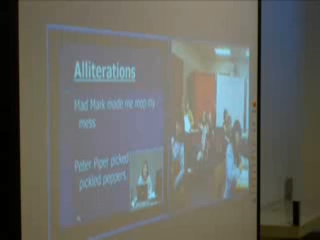 Alliterations
Mad Mark made me mop my
mess.
Peter Piper picked
pickled peppers.